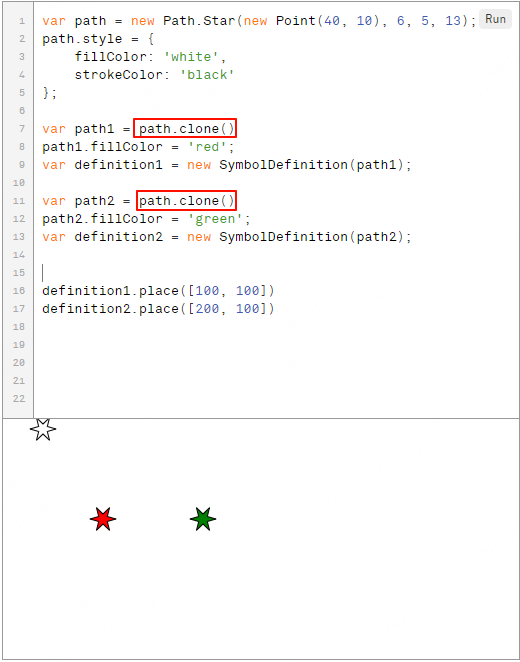 1 var path = new Path.Star(new Point(40, 10), 6, 5, 13); Run
2 path.style = {
3 fillColor: 'white',
4 strokeColor: 'black'
5 };
6
7 var path1 = path.clone()
8 path1.fillColor = 'red';
9 var definition1 = new SymbolDefinition(path1);
10
11 var path2 = path.clone()
12 path2.fillColor = 'green';
13 var definition2 = new SymbolDefinition(path2);
14
15
16 definition1.place([100, 100])
17 definition2.place([200, 100])
18
19
20
21
22